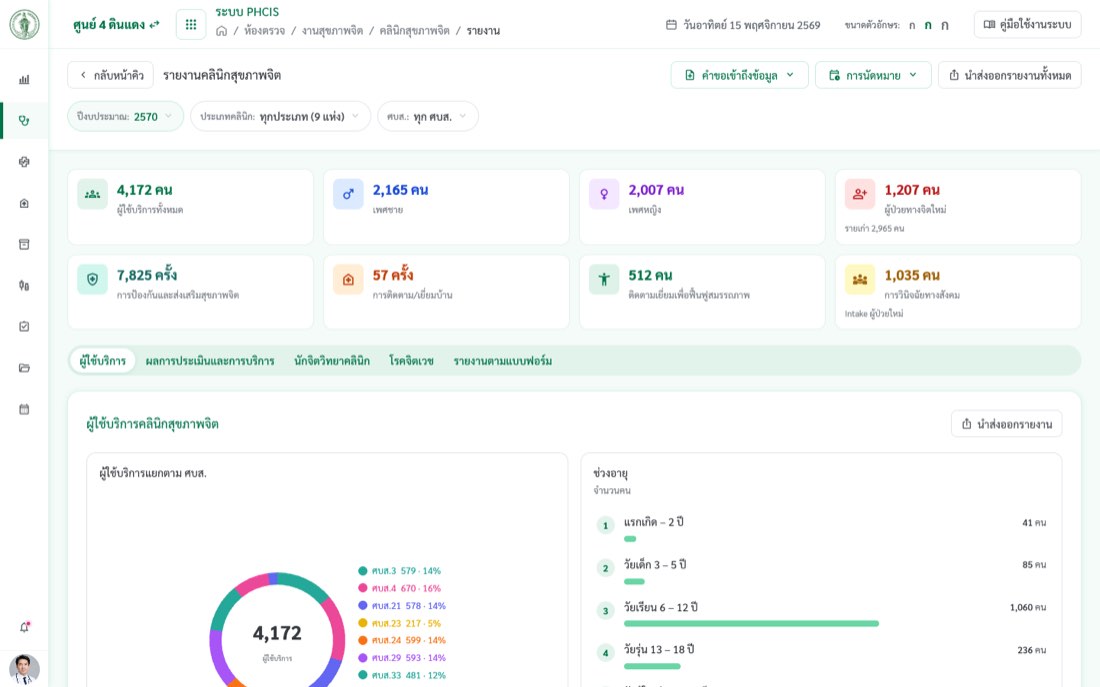 ศูนย์ 4 ดินแดง
ระบบ PHCIS
ห้องตรวจ / งานสุขภาพจิต / คลินิกสุขภาพจิต / รายงาน
วันอาทิตย์ 15 พฤศจิกายน 2569
ขนาดตัวอักษร: ก ก ก
คู่มือใช้งานระบบ
กลับหน้าคิว
รายงานคลินิกสุขภาพจิต
คำขอเข้าถึงข้อมูล
การนัดหมาย
นำส่งออกรายงานทั้งหมด
ปีงบประมาณ: 2570
ประเภทคลินิก: ทุกประเภท (9 แห่ง)
ศบส.: ทุก ศบส.
4,172 คน
ผู้ใช้บริการทั้งหมด
2,165 คน
เพศชาย
2,007 คน
เพศหญิง
1,207 คน
ผู้ป่วยทางจิตใหม่
รายเก่า 2,965 คน
7,825 ครั้ง
การป้องกันและส่งเสริมสุขภาพจิต
57 ครั้ง
การติดตาม/เยี่ยมบ้าน
512 คน
ติดตามเยี่ยมเพื่อฟื้นฟูสมรรถภาพ
1,035 คน
การวินิจฉัยทางสังคม
Intake ผู้ป่วยใหม่
ผู้ใช้บริการ
ผลการประเมินและการบริการ
นักจิตวิทยาคลินิก
โรคจิตเวช
รายงานตามแบบฟอร์ม
ผู้ใช้บริการคลินิกสุขภาพจิต
นำส่งออกรายงาน
ผู้ใช้บริการแยกตาม ศบส.
4,172
ผู้ใช้บริการ
ศบส.3 579 · 14%
ศบส.4 670 · 16%
ศบส.21 578 · 14%
ศบส.23 217 · 5%
ศบส.24 599 · 14%
ศบส.29 593 · 14%
ศบส.33 481 · 12%
ช่วงอายุ
จำนวนคน
1 แรกเกิด – 2 ปี 41 คน
2 วัยเด็ก 3 – 5 ปี 85 คน
3 วัยเรียน 6 – 12 ปี 1,060 คน
4 วัยรุ่น 13 – 18 ปี 236 คน